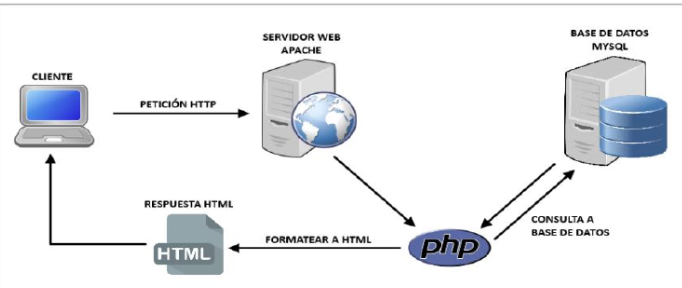 SERVIDOR WEB
APACHE
BASE DE DATOS
MYSQL
CLIENTE
PETICIÓN HTTP
RESPUESTA HTML
HTML
FORMATEAR A HTML
php
CONSULTA A
BASE DE DATOS